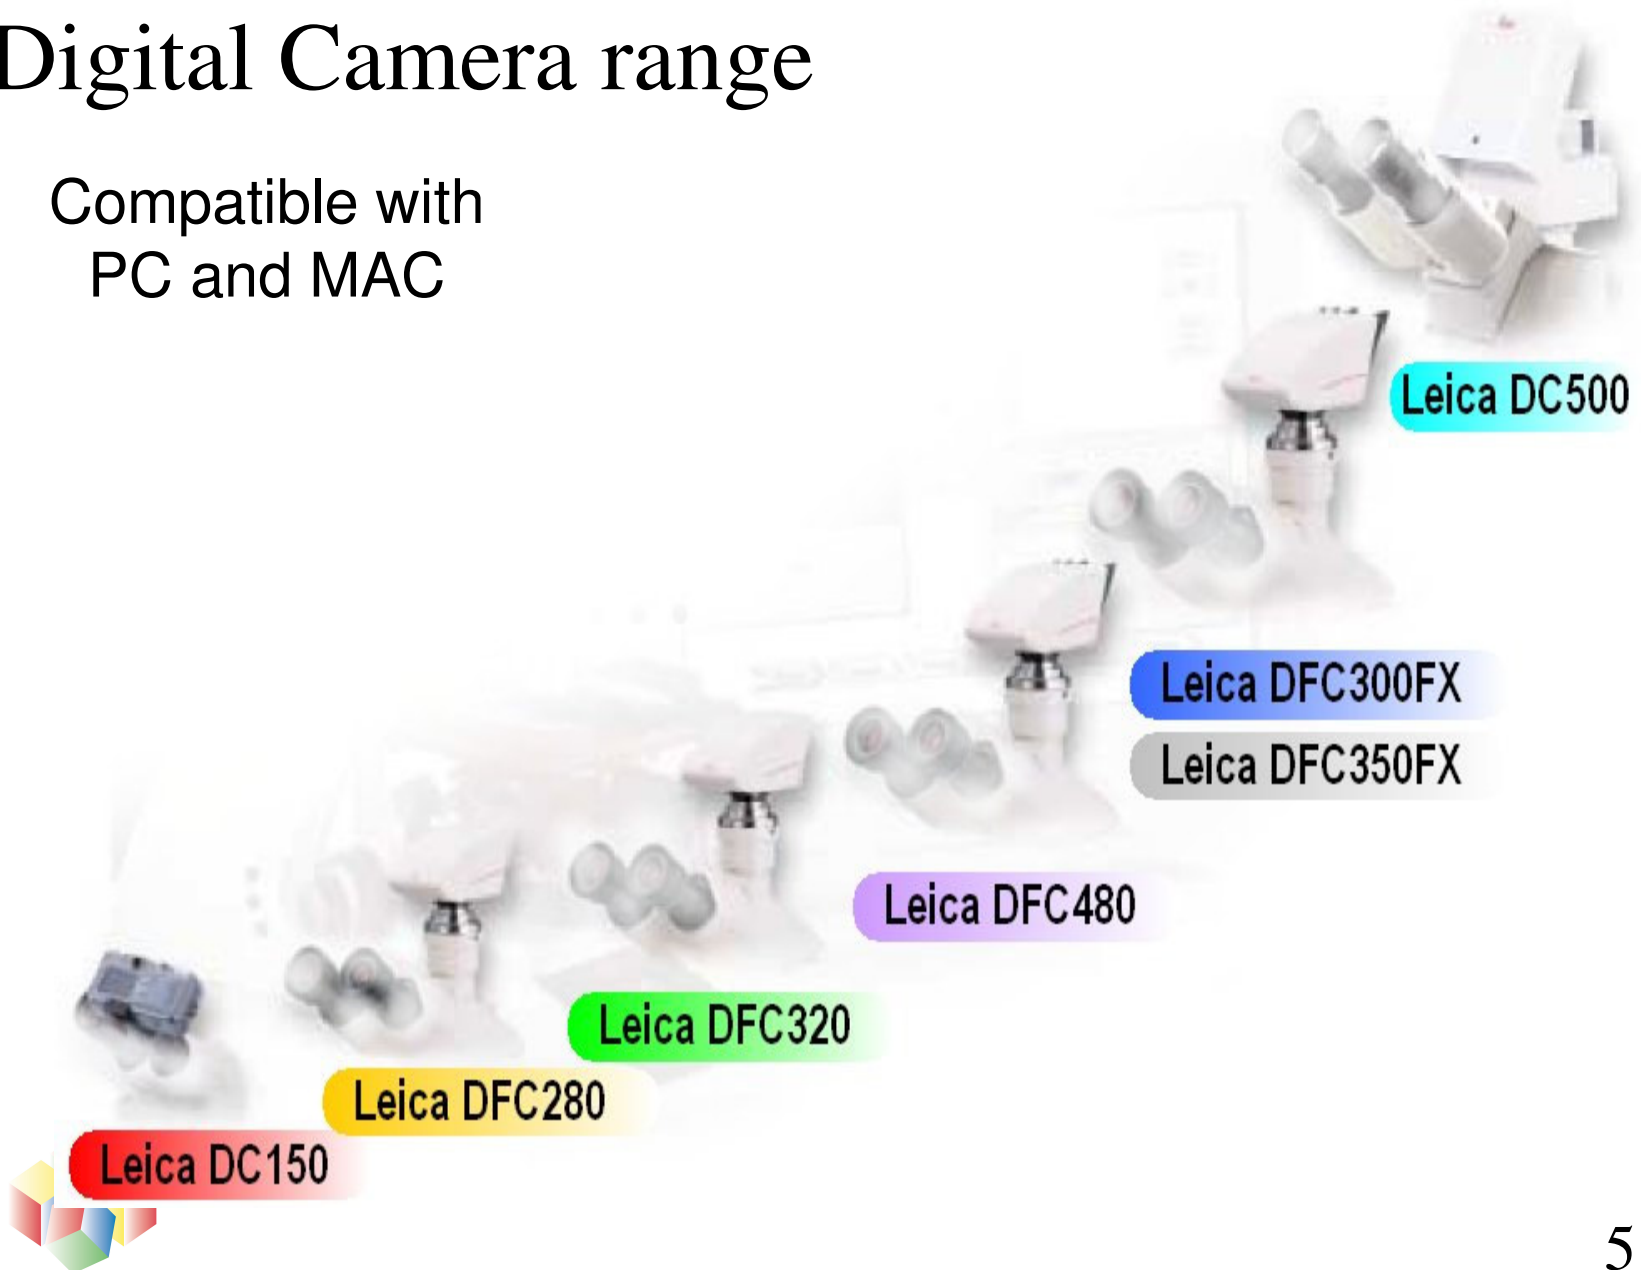 Digital Camera range
Compatible with
PC and MAC
Leica DC500
Leica DFC300FX
Leica DFC350FX
Leica DFC480
Leica DFC320
Leica DFC280
Leica DC150
5